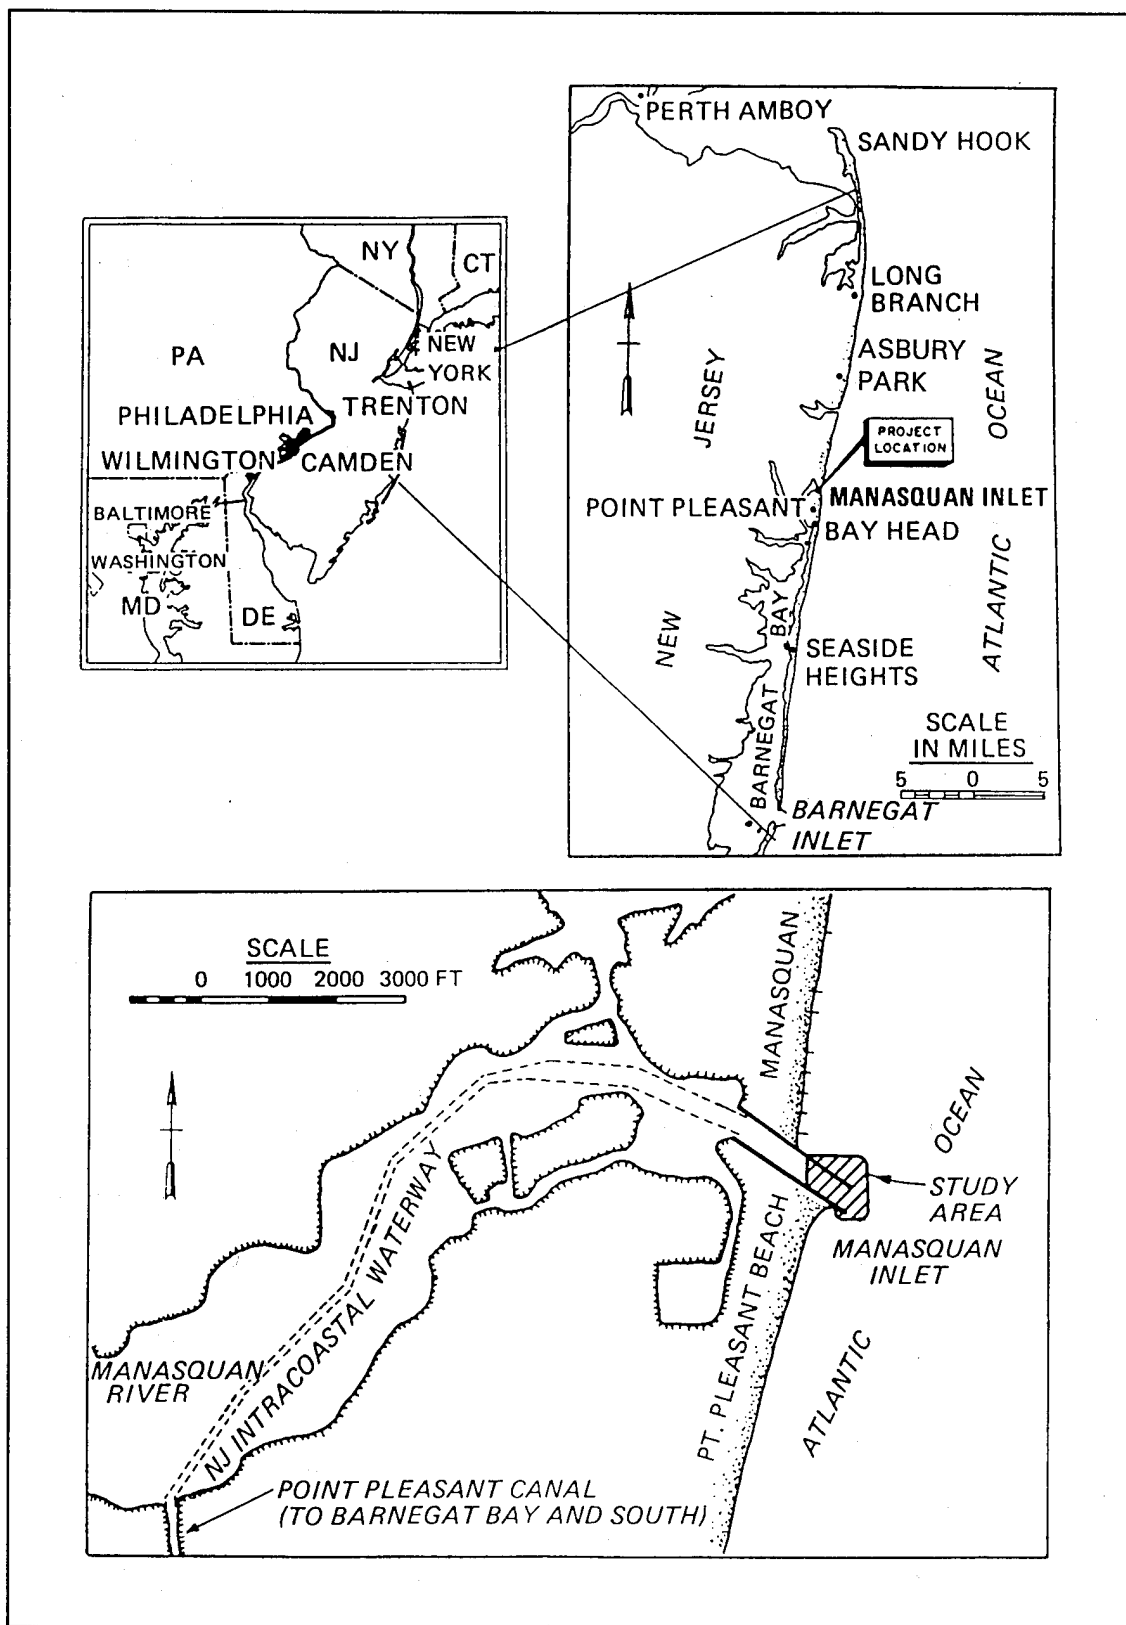 NY
CT
PA
NJ
NEW
YORK
TRENTON
PHILADELPHIA
WILMINGTON
CAMDEN
BALTIMORE
WASHINGTON
MD
DE
PERTH AMBOY
SANDY HOOK
LONG
BRANCH
ASBURY
PARK
OCEAN
JERSEY
PROJECT
LOCATION
POINT PLEASANT
MANASQUAN INLET
BAY HEAD
ATLANTIC
BAY
NEW
SEASIDE
HEIGHTS
BARNEGAT
SCALE
IN MILES
5 0 5
BARNEGAT
INLET
SCALE
0 1000 2000 3000 FT
MANASQUAN
OCEAN
STUDY
AREA
MANASQUAN
INLET
PT. PLEASANT BEACH
ATLANTIC
NJ INTRACOASTAL WATERWAY
MANASQUAN
RIVER
POINT PLEASANT CANAL
(TO BARNEGAT BAY AND SOUTH)